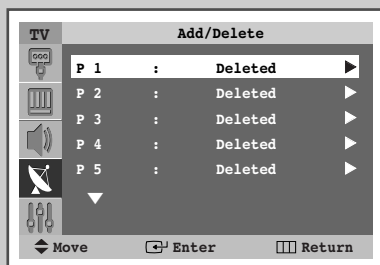 TV Add/Delete
P 1 : Deleted
P 2 : Deleted
P 3 : Deleted
P 4 : Deleted
P 5 : Deleted
Move Enter Return